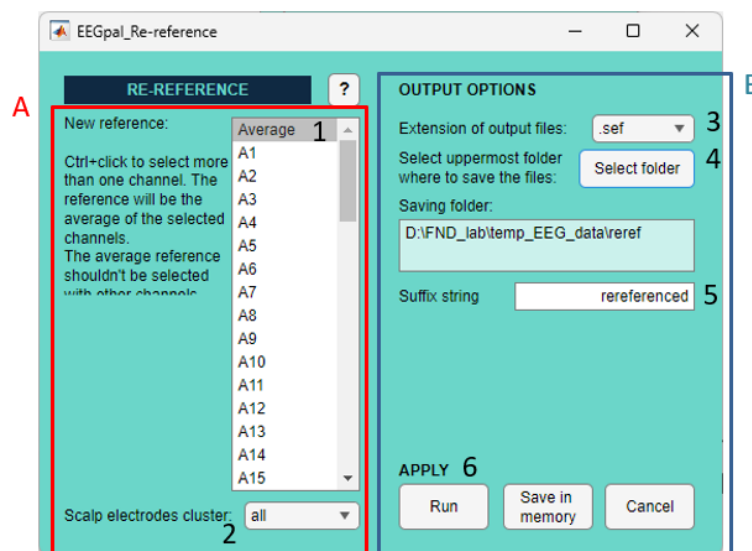 EEGpal_Re-reference
A
RE-REFERENCE
?
New reference:
Ctrl+click to select more
than one channel. The
reference will be the
average of the selected
channels.
The average reference
shouldn't be selected
with other channels
Average 1
A1
A2
A3
A4
A5
A6
A7
A8
A9
A10
A11
A12
A13
A14
A15
Scalp electrodes cluster: all
2
OUTPUT OPTIONS
Extension of output files: .sef 3
Select uppermost folder
where to save the files:
Select folder 4
Saving folder:
D:\FND_lab\temp_EEG_data\reref
Suffix string rereferenced 5
APPLY 6
Run
Save in
memory
Cancel